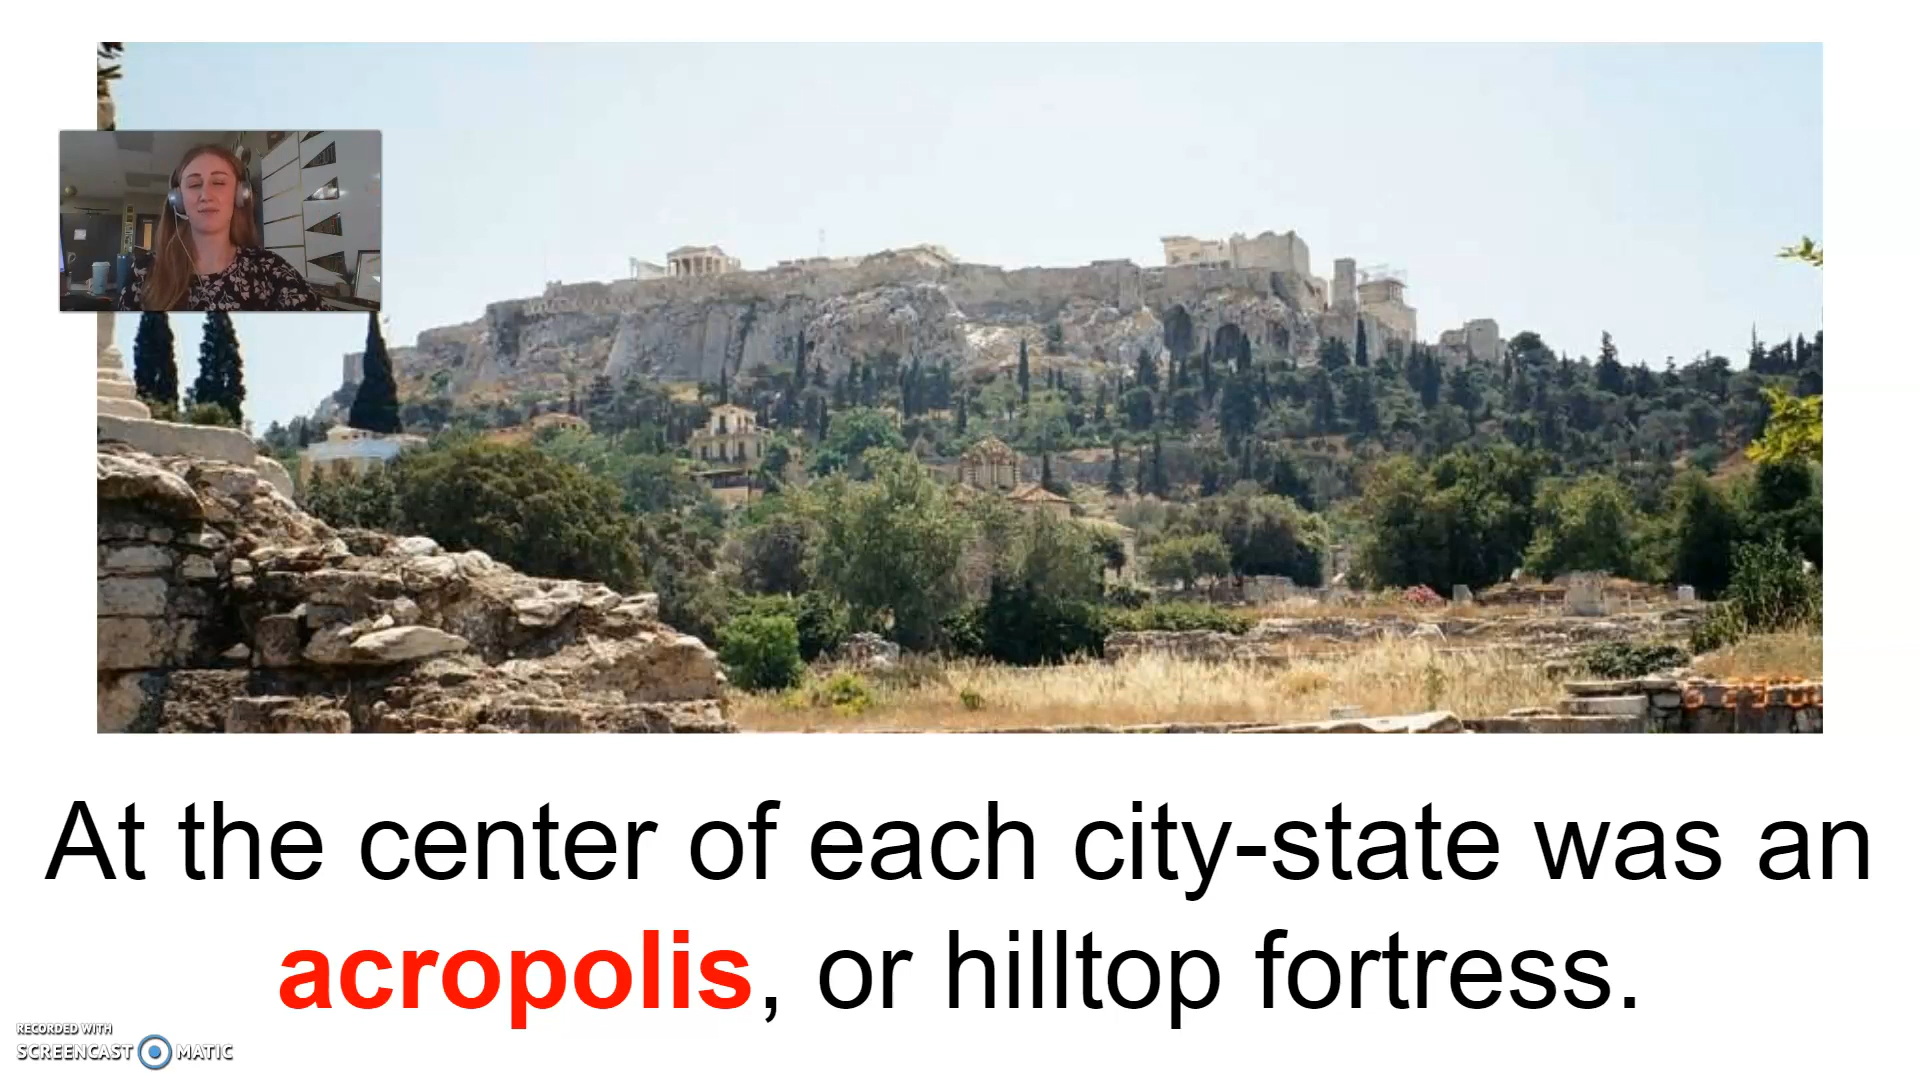 At the center of each city-state was an
acropolis, or hilltop fortress.
RECORDED WITH
SCREENCAST MATIC